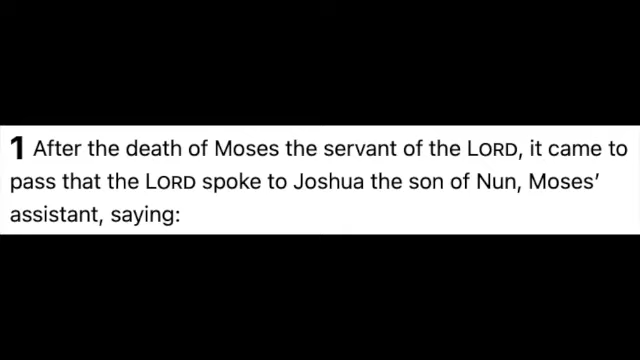 1 After the death of Moses the servant of the LORD, it came to
pass that the LORD spoke to Joshua the son of Nun, Moses’
assistant, saying: